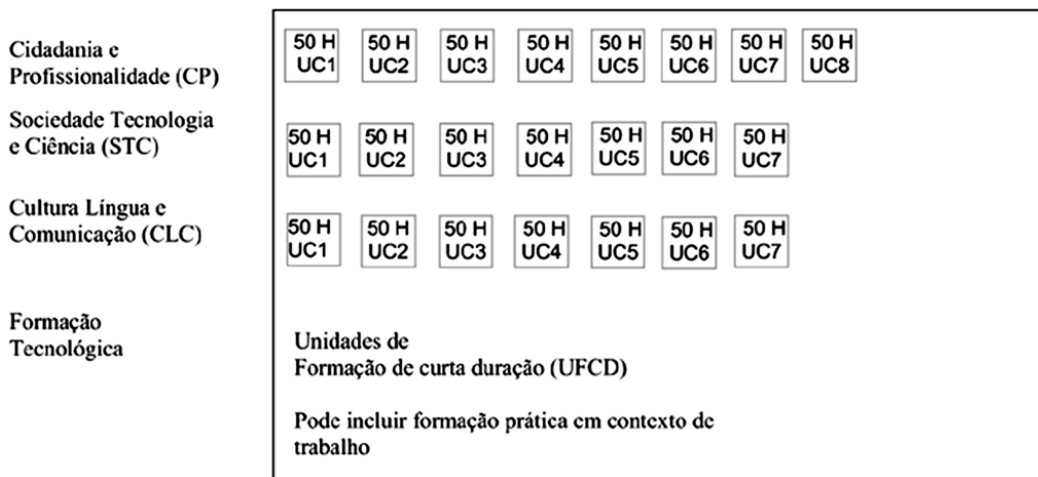 Cidadania e
Profissionalidade (CP)
50 H 50 H 50 H 50 H 50 H 50 H 50 H 50 H
UC1 UC2 UC3 UC4 UC5 UC6 UC7 UC8
Sociedade Tecnologia
e Ciência (STC)
50 H 50 H 50 H 50 H 50 H 50 H 50 H
UC1 UC2 UC3 UC4 UC5 UC6 UC7
Cultura Língua e
Comunicação (CLC)
50 H 50 H 50 H 50 H 50 H 50 H 50 H
UC1 UC2 UC3 UC4 UC5 UC6 UC7
Formação
Tecnológica
Unidades de
Formação de curta duração (UFCD)
Pode incluir formação prática em contexto de
trabalho